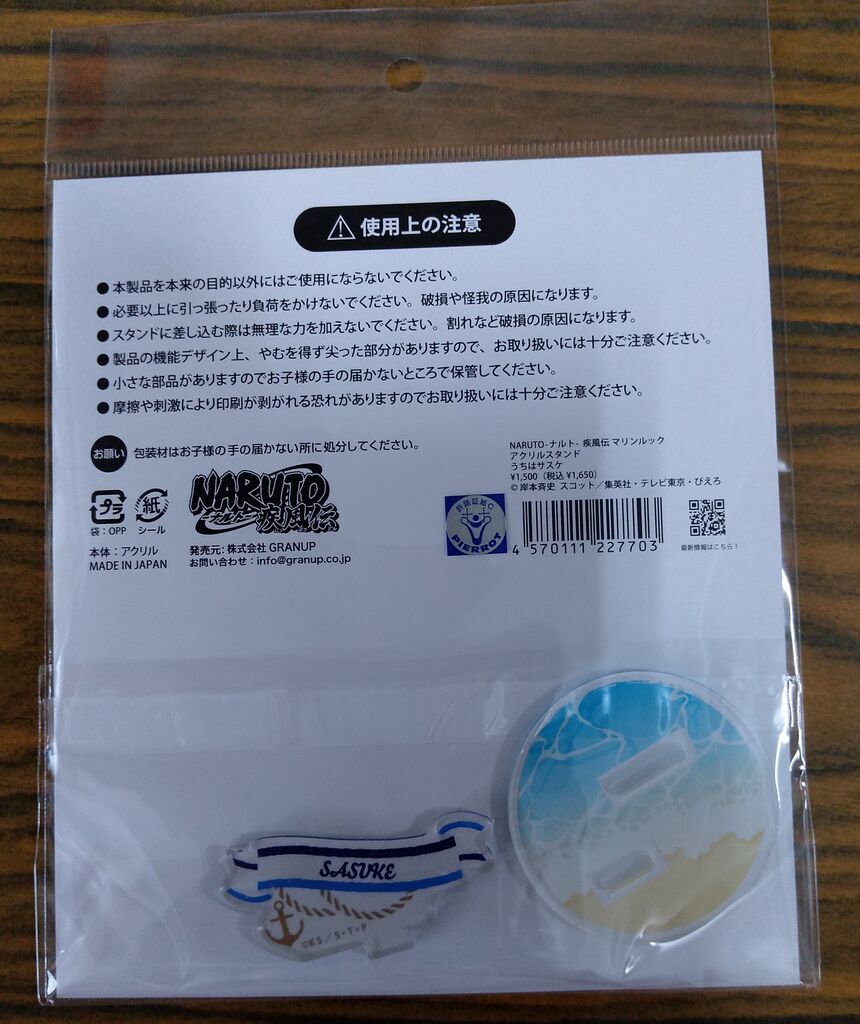 ⚠ 使用上の注意
● 本製品を本来の目的以外にはご使用にならないでください。
● 必要以上に引っ張ったり負荷をかけないでください。破損や怪我の原因になります。
● スタンドに差し込む際は無理な力を加えないでください。割れなど破損の原因になります。
● 製品の機能デザイン上、やむを得ず尖った部分がありますので、お取り扱いには十分ご注意ください。
● 小さな部品がありますのでお子様の手の届かないところで保管してください。
● 摩擦や刺激により印刷が剥がれる恐れがありますのでお取り扱いには十分ご注意ください。
お願い 包装材はお子様の手の届かない所に処分してください。
プラ 紙
袋：OPP シール
本体：アクリル
MADE IN JAPAN
NARUTO
ナルト 疾風伝
発売元：株式会社 GRANUP
お問い合わせ：info@granup.co.jp
NARUTO-ナルト- 疾風伝 マリンルック
アクリルスタンド
うちはサスケ
¥1,500（税込 ¥1,650）
©岸本斉史 スコット／集英社・テレビ東京・ぴえろ
許諾証紙C
PIERROT
4 570111 227703
最新情報はこちら！
SASUKE
©KS／S・T・P